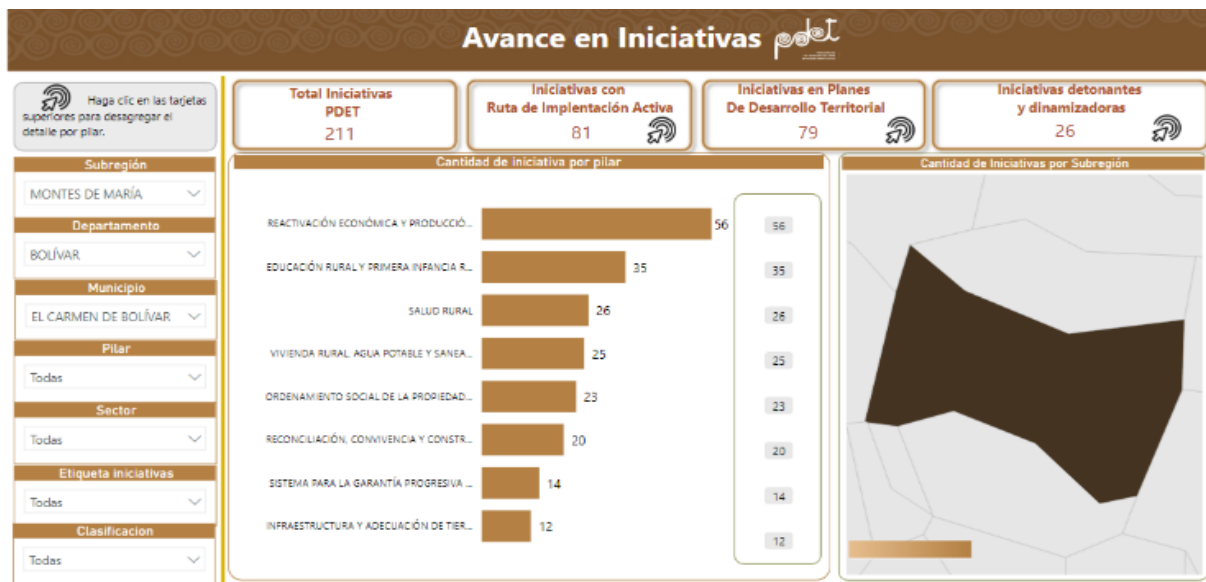 Avance en Iniciativas pdet
Haga clic en las tarjetas
superiores para desagregar el
detalle por pilar.
Total Iniciativas
PDET
211
Iniciativas con
Ruta de Implentación Activa
81
Iniciativas en Planes
De Desarrollo Territorial
79
Iniciativas detonantes
y dinamizadoras
26
Subregión
MONTES DE MARÍA
Departamento
BOLÍVAR
Municipio
EL CARMEN DE BOLÍVAR
Pilar
Todas
Sector
Todas
Etiqueta iniciativas
Todas
Clasificacion
Todas
Cantidad de iniciativa por pilar
REACTIVACIÓN ECONÓMICA Y PRODUCCIÓ... 56 56
EDUCACIÓN RURAL Y PRIMERA INFANCIA R... 35 35
SALUD RURAL 26 26
VIVIENDA RURAL, AGUA POTABLE Y SANEA... 25 25
ORDENAMIENTO SOCIAL DE LA PROPIEDAD... 23 23
RECONCILIACIÓN, CONVIVENCIA Y CONSTR... 20 20
SISTEMA PARA LA GARANTÍA PROGRESIVA ... 14 14
INFRAESTRUCTURA Y ADECUACIÓN DE TIER... 12 12
Cantidad de Iniciativas por Subregión